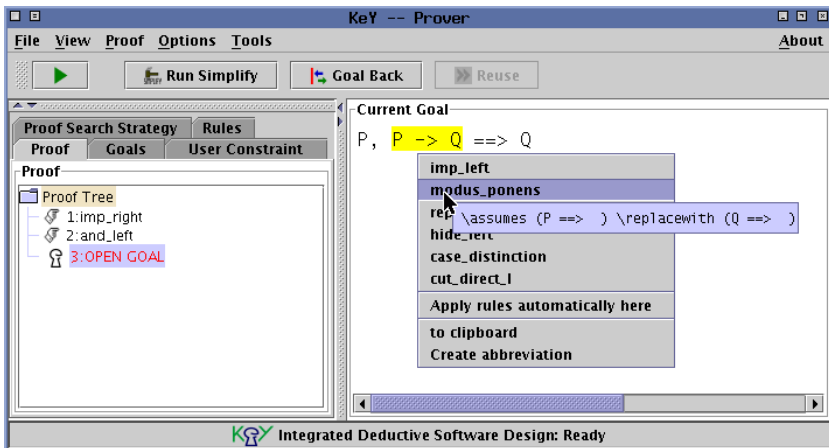 KeY -- Prover
File View Proof Options Tools About
Run Simplify Goal Back Reuse
Proof Search Strategy Rules
Proof Goals User Constraint
Proof
Proof Tree
1:imp_right
2:and_left
3:OPEN GOAL
Current Goal
P, P -> Q ==> Q
imp_left
modus_ponens
\assumes (P ==> ) \replacewith (Q ==> )
hide_left
case_distinction
cut_direct_l
Apply rules automatically here
to clipboard
Create abbreviation
KeY Integrated Deductive Software Design: Ready